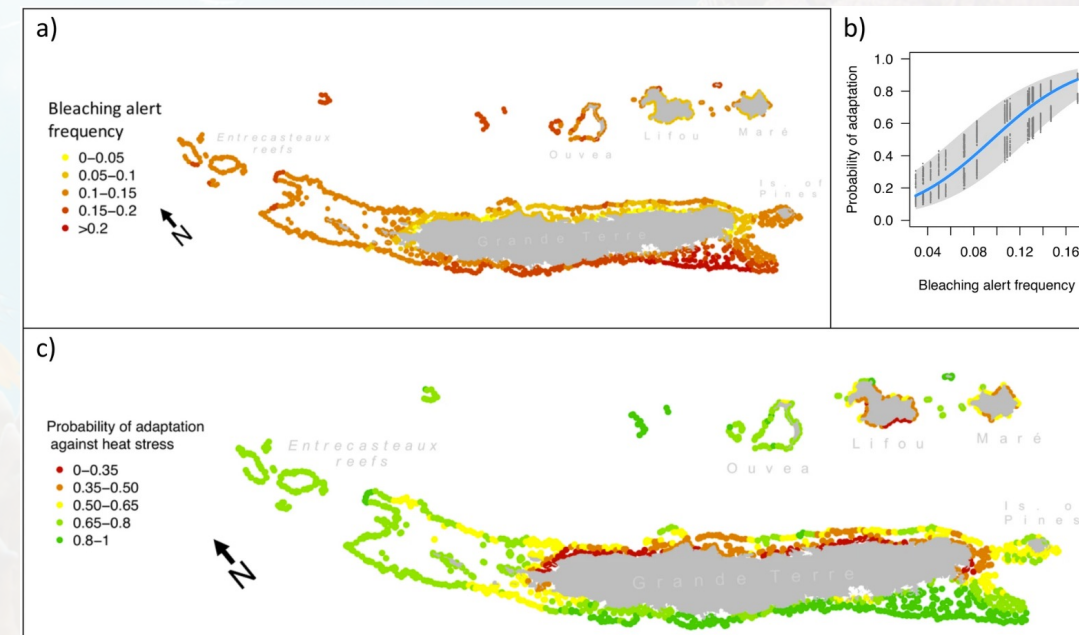 a)
Bleaching alert
frequency
0–0.05
0.05–0.1
0.1–0.15
0.15–0.2
>0.2
N
Entrecasteaux
reefs
Ouvea
Lifou
Maré
Is. of
Pines
Grande Terre
b)
Probability of adaptation
1.0
0.8
0.6
0.4
0.2
0.0
0.04 0.08 0.12 0.16
Bleaching alert frequency
c)
Probability of adaptation
against heat stress
0–0.35
0.35–0.50
0.50–0.65
0.65–0.8
0.8–1
N
Entrecasteaux
reefs
Ouvea
Lifou
Maré
Is. o
Pines
Grande Terre